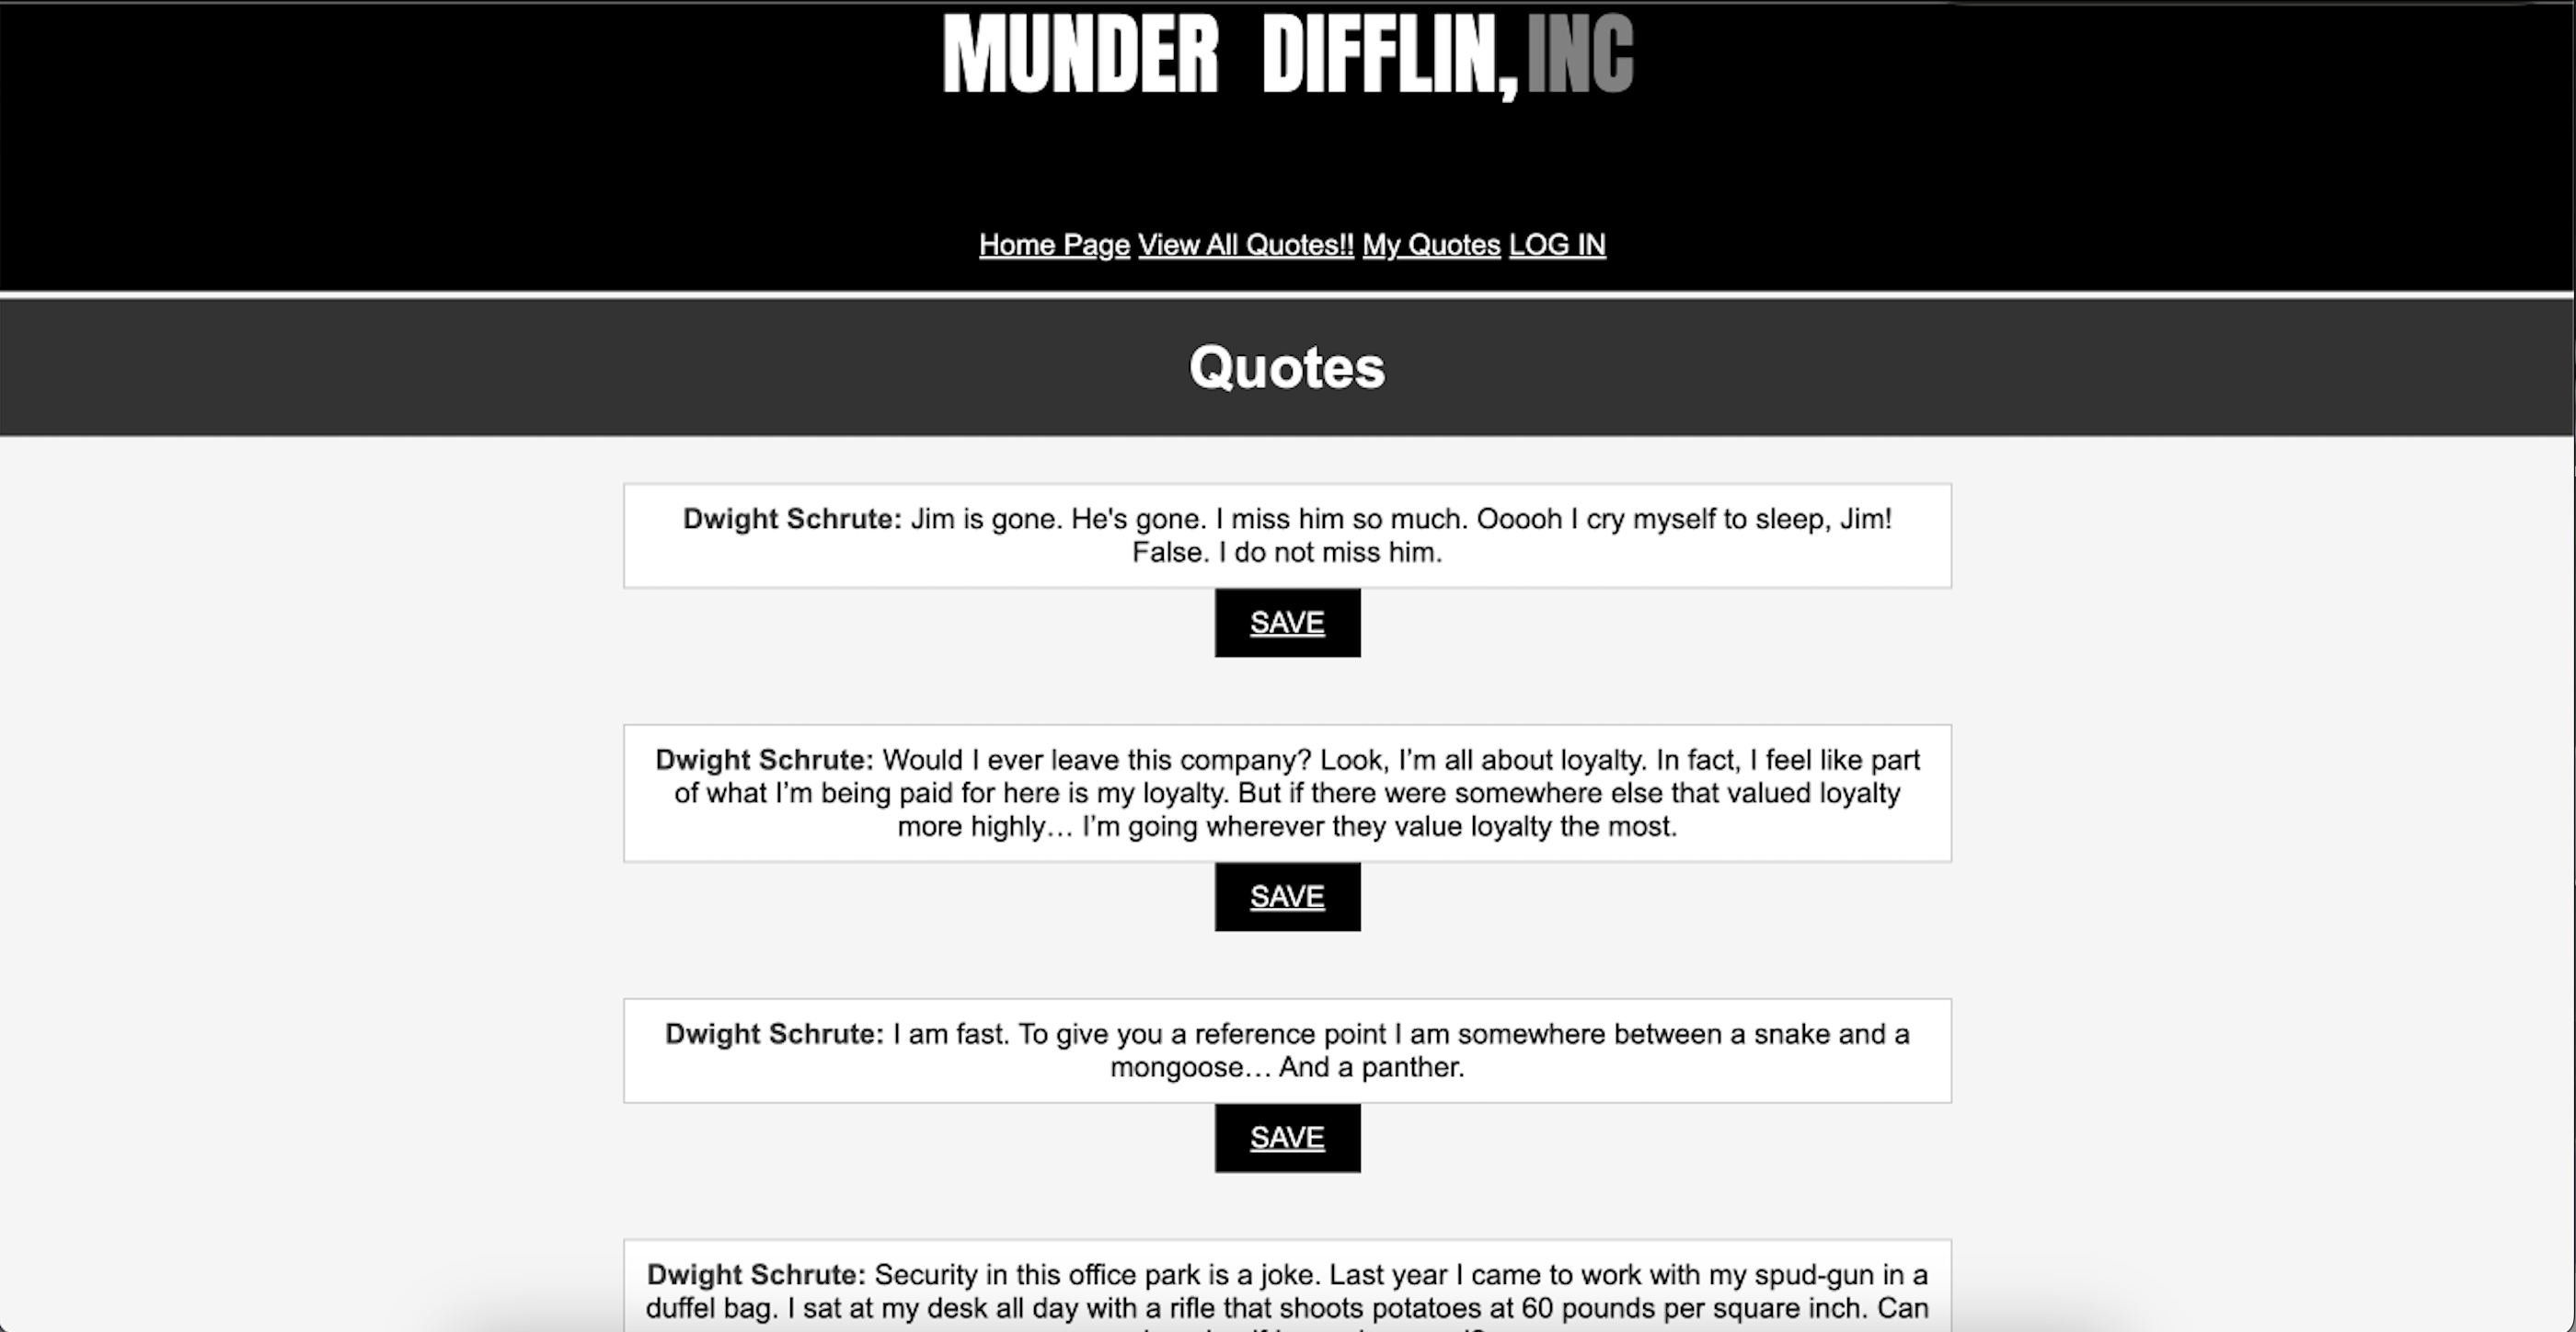 MUNDER DIFFLIN, INC
Home Page View All Quotes!! My Quotes LOG IN
Quotes
Dwight Schrute: Jim is gone. He's gone. I miss him so much. Ooooh I cry myself to sleep, Jim!
False. I do not miss him.
SAVE
Dwight Schrute: Would I ever leave this company? Look, I’m all about loyalty. In fact, I feel like part
of what I’m being paid for here is my loyalty. But if there were somewhere else that valued loyalty
more highly… I’m going wherever they value loyalty the most.
SAVE
Dwight Schrute: I am fast. To give you a reference point I am somewhere between a snake and a
mongoose… And a panther.
SAVE
Dwight Schrute: Security in this office park is a joke. Last year I came to work with my spud-gun in a
duffel bag. I sat at my desk all day with a rifle that shoots potatoes at 60 pounds per square inch. Can